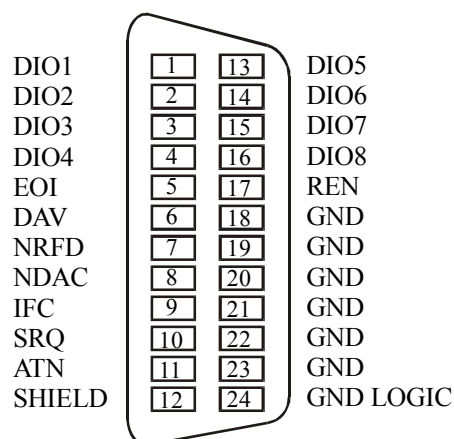 DIO1 1 13 DIO5
DIO2 2 14 DIO6
DIO3 3 15 DIO7
DIO4 4 16 DIO8
EOI 5 17 REN
DAV 6 18 GND
NRFD 7 19 GND
NDAC 8 20 GND
IFC 9 21 GND
SRQ 10 22 GND
ATN 11 23 GND
SHIELD 12 24 GND LOGIC